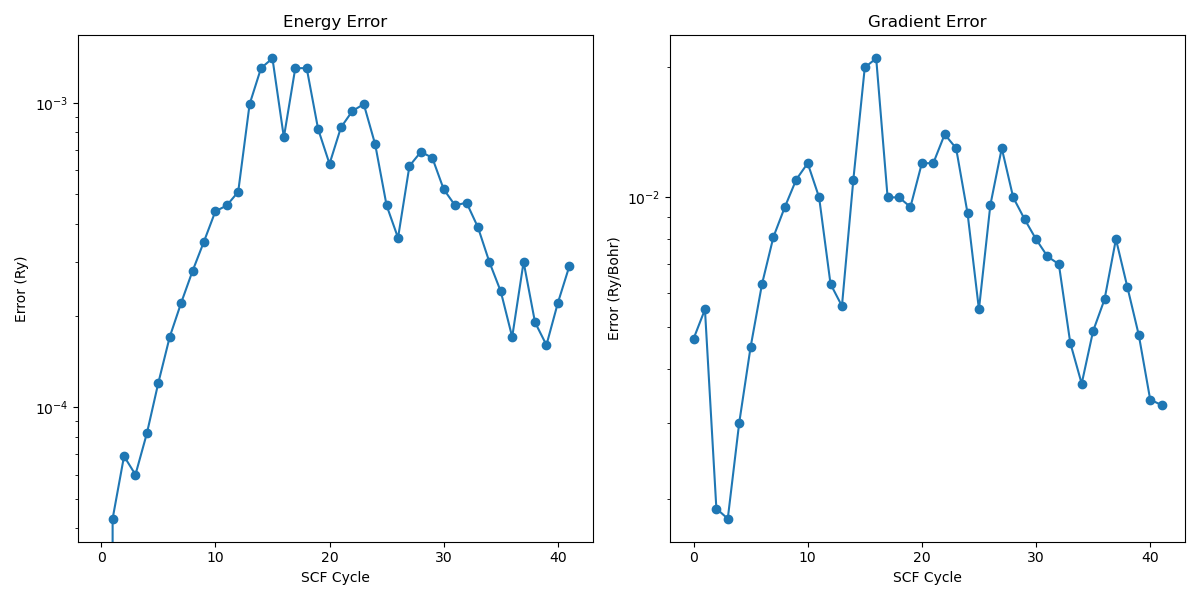 Energy Error
Error (Ry)
10⁻³
10⁻⁴
0 10 20 30 40
SCF Cycle
Gradient Error
Error (Ry/Bohr)
10⁻²
0 10 20 30 40
SCF Cycle